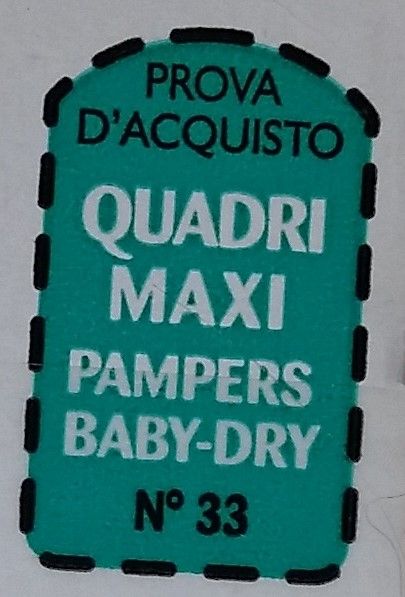 PROVA
D'ACQUISTO
QUADRI
MAXI
PAMPERS
BABY-DRY
N° 33